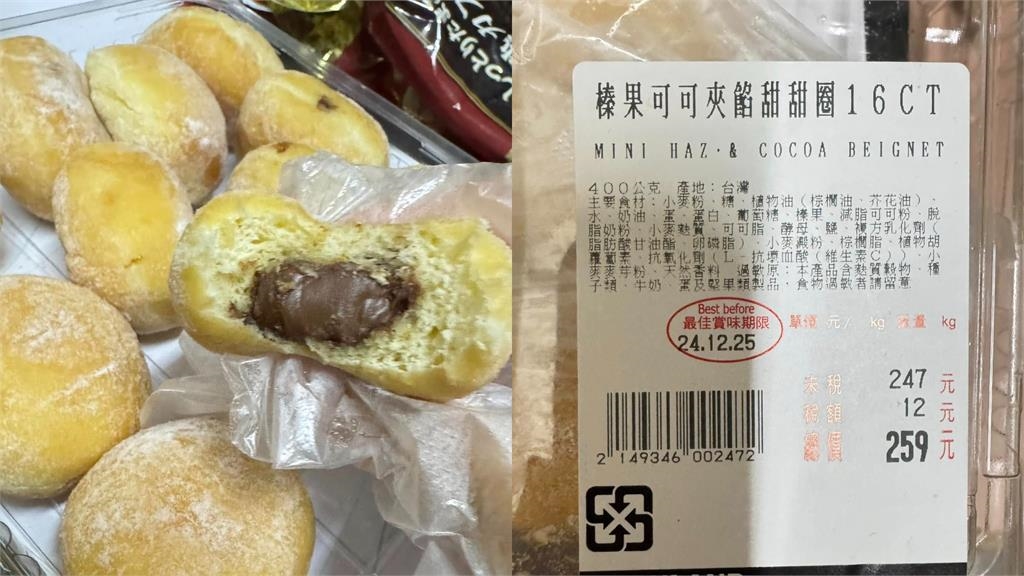 榛果可可夾餡甜甜圈16CT
MINI HAZ.& COCOA BEIGNET
400公克 產地：台灣
主要食材：小麥粉、糖、植物油（棕櫚油、芥花油）、
水、奶油、蛋、蛋白、葡萄糖、榛果、減脂可可粉、脫
脂奶粉、小麥麩質、可可脂、酵母、鹽、複方乳化劑（
脂肪酸甘油酯、卵磷脂）、小麥澱粉、棕櫚脂、植物胡
蘿蔔素、抗氧化劑（L．抗壞血酸（維生素C））、小
麥麥芽粉、天然香料 過敏原：本產品含麩質穀物、種
子類、牛奶、蛋及堅果類製品，食物過敏者請留意
Best before
最佳賞味期限
24.12.25
單價 元/ kg 重量 kg
未稅 247 元
稅額 12 元
總價 259 元
2 149346 002472